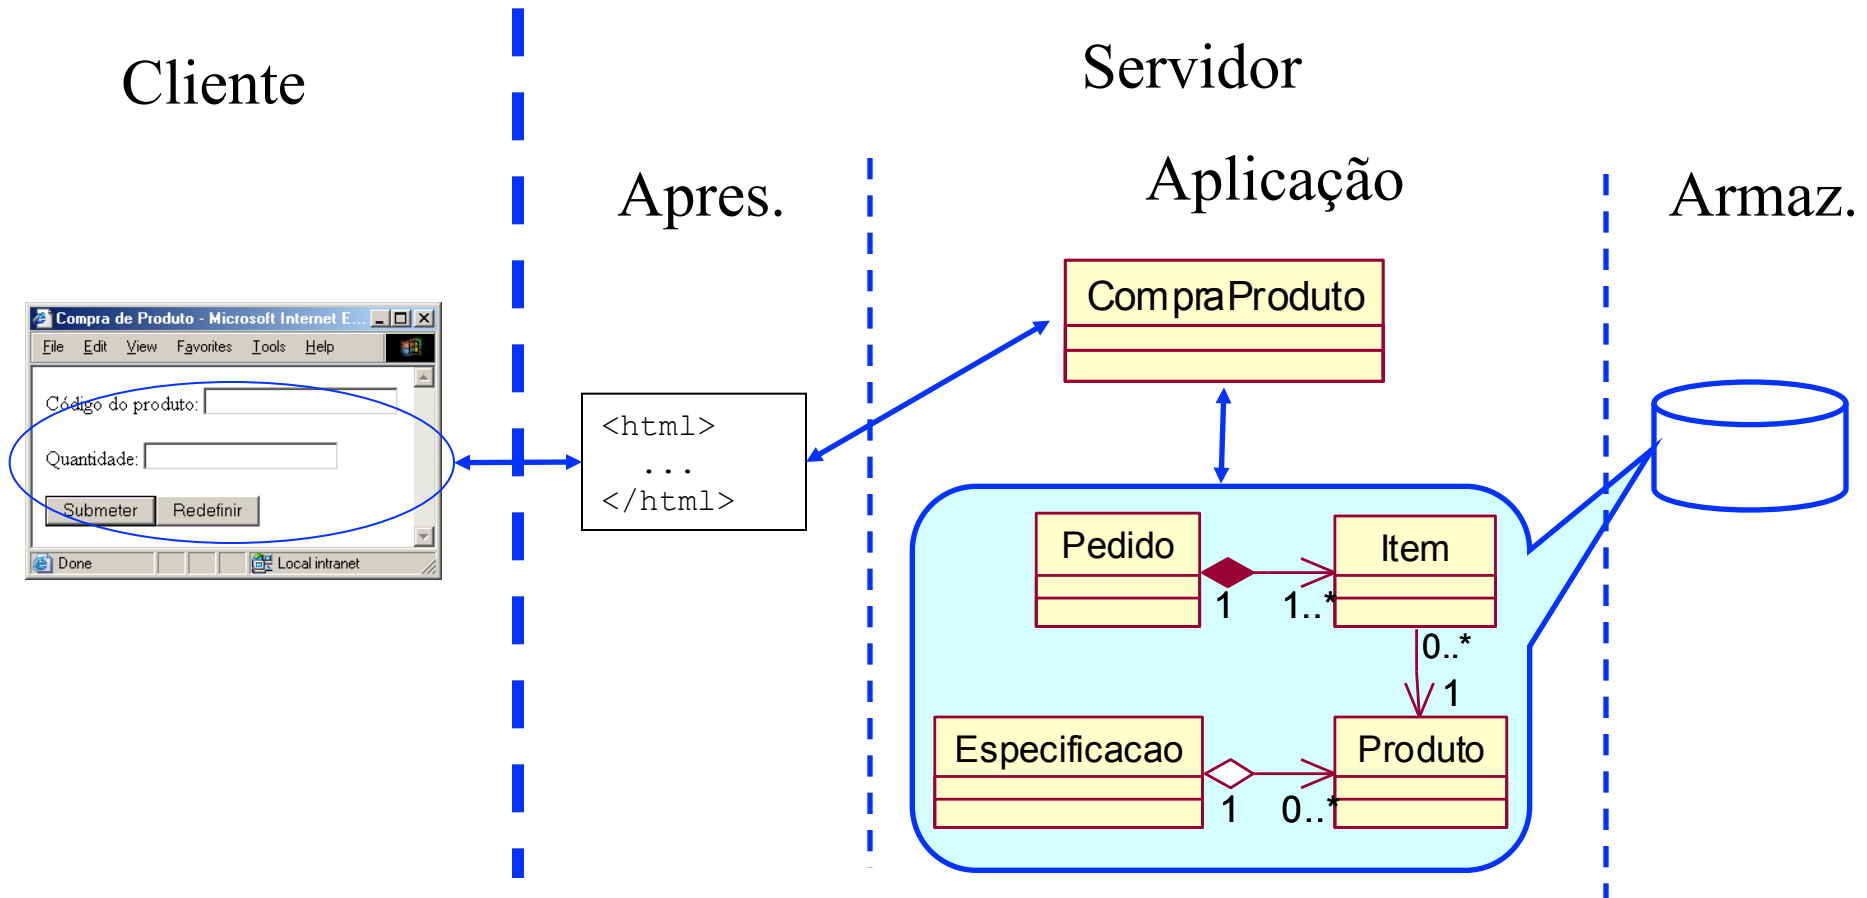 Cliente
Servidor
Apres.
Aplicação
Armaz.
Compra de Produto - Microsoft Internet E...
File Edit View Favorites Tools Help
Código do produto:
Quantidade:
Submeter Redefinir
Done Local intranet
<html>
...
</html>
CompraProduto
Pedido
Item
1 1..*
0..*
1
Especificacao
Produto
1 0..*